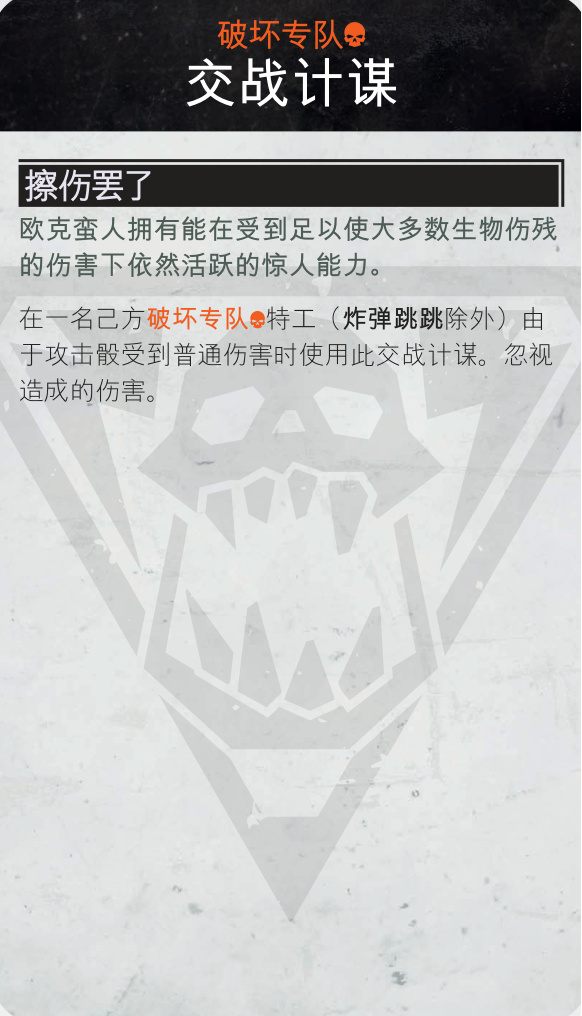 破坏专队
交战计谋
擦伤罢了
欧克蛮人拥有能在受到足以使大多数生物伤残
的伤害下依然活跃的惊人能力。
在一名己方破坏专队特工（炸弹跳跳除外）由
于攻击骰受到普通伤害时使用此交战计谋。忽视
造成的伤害。